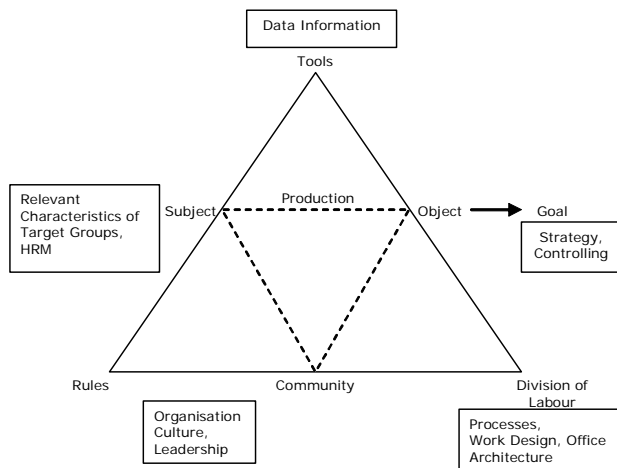 Data Information
Tools
Relevant
Characteristics of
Target Groups,
HRM
Subject
Production
Object
Goal
Strategy,
Controlling
Rules
Community
Division of
Labour
Organisation
Culture,
Leadership
Processes,
Work Design, Office
Architecture